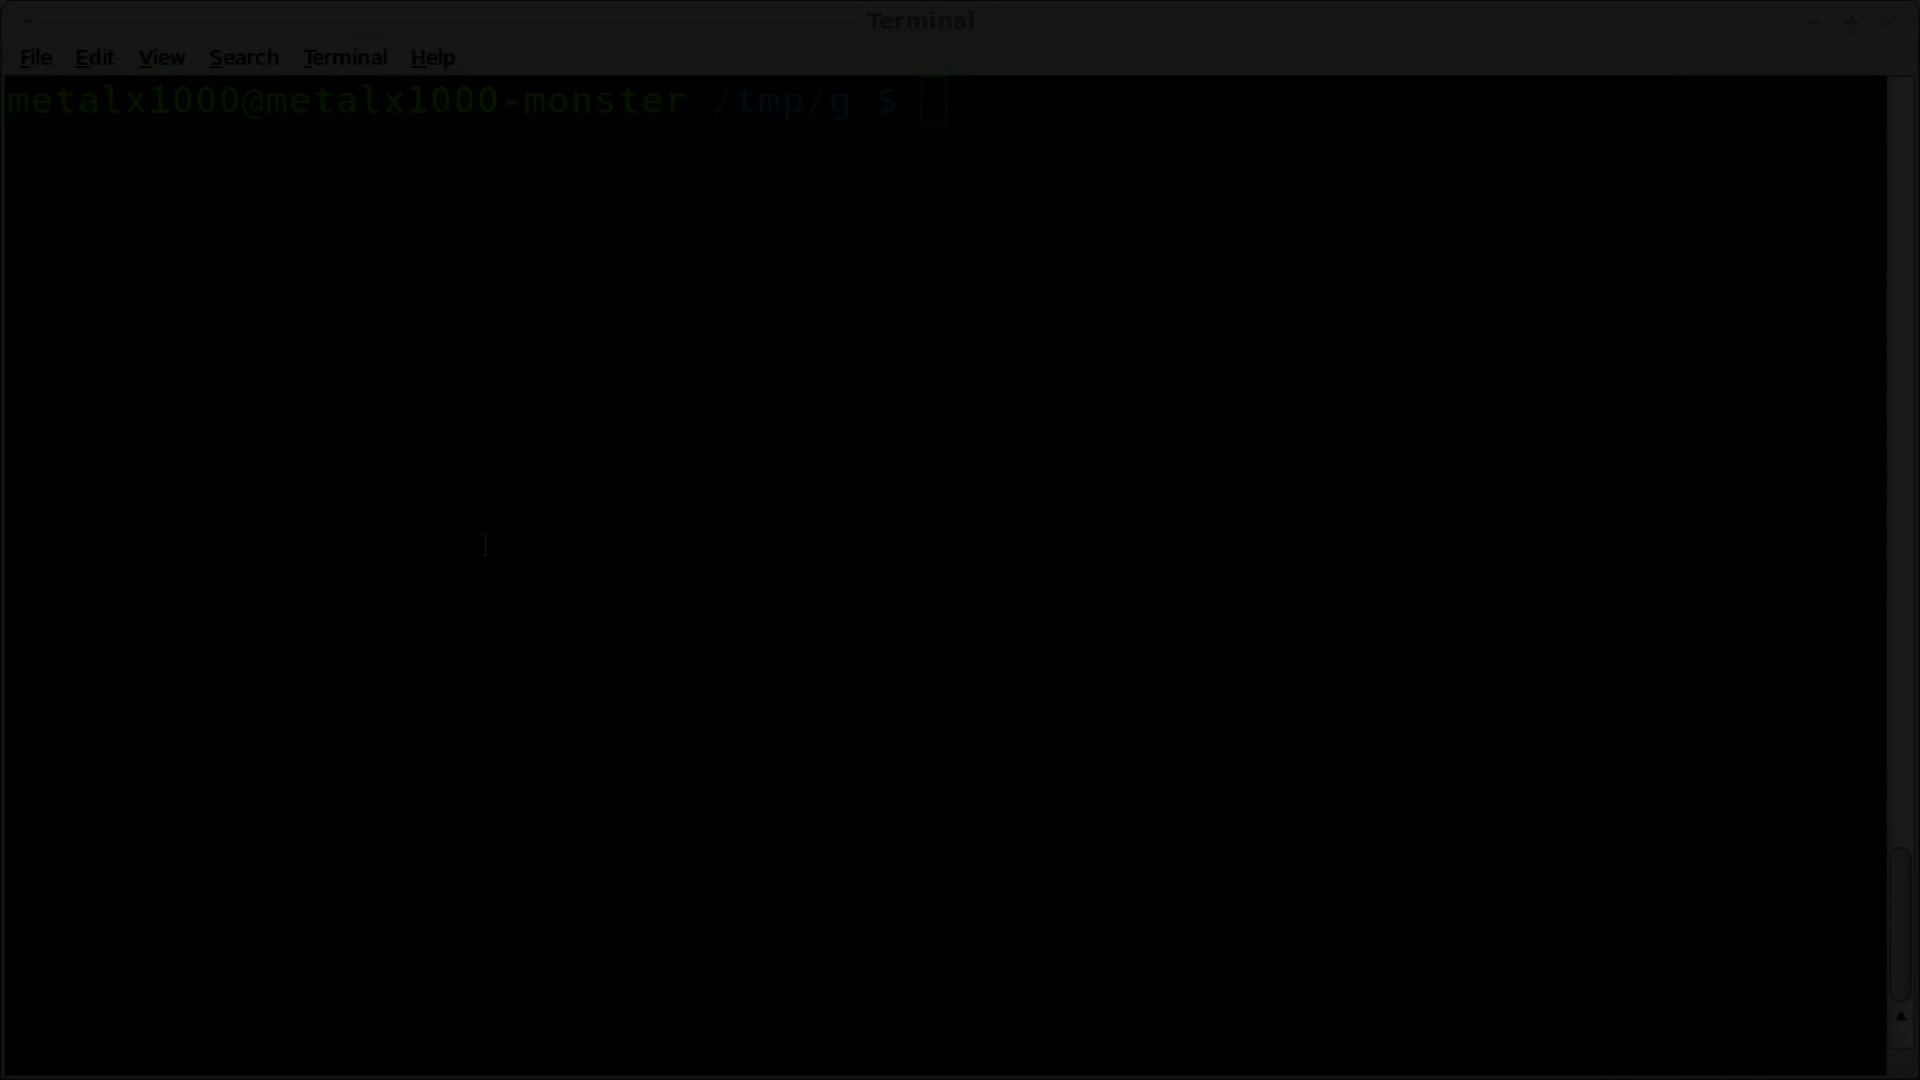 Terminal
File Edit View Search Terminal Help
metalx1000@metalx1000-monster /tmp/g $